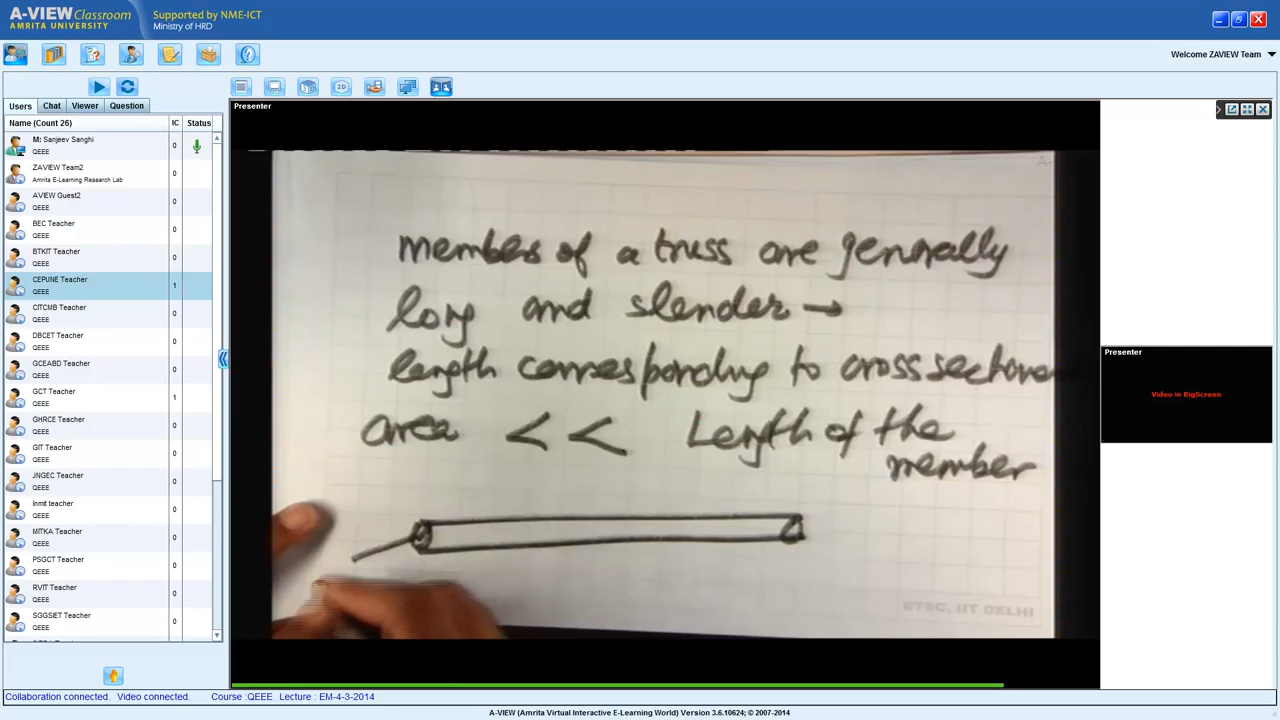 A-VIEW Classroom
AMRITA UNIVERSITY
Supported by NME-ICT
Ministry of HRD
Welcome ZAVIEW Team
Users Chat Viewer Question
Name (Count 26) IC Status
M: Sanjeev Sanghi 0
QEEE
ZAVIEW Team2 0
Amrita E-Learning Research Lab
AVIEW Guest2 0
QEEE
BEC Teacher 0
QEEE
BTKIT Teacher 0
QEEE
CEPUNE Teacher 1
QEEE
CITCMB Teacher 0
QEEE
DBCET Teacher 0
QEEE
GCEABD Teacher 0
QEEE
GCT Teacher 1
QEEE
GHRCE Teacher 0
QEEE
GIT Teacher 0
QEEE
JNGEC Teacher 0
QEEE
lnmit teacher 0
QEEE
MITKA Teacher 0
QEEE
PSGCT Teacher 0
QEEE
RVIT Teacher 0
QEEE
SGGSIET Teacher 0
QEEE
2D
Presenter
members of a truss are generally
long and slender →
length corresponding to cross sectional
area << Length of the
member
ETSC, IIT DELHI
Presenter
Video in BigScreen
Collaboration connected. Video connected. Course :QEEE Lecture : EM-4-3-2014
A-VIEW (Amrita Virtual Interactive E-Learning World) Version 3.6.10624; © 2007-2014